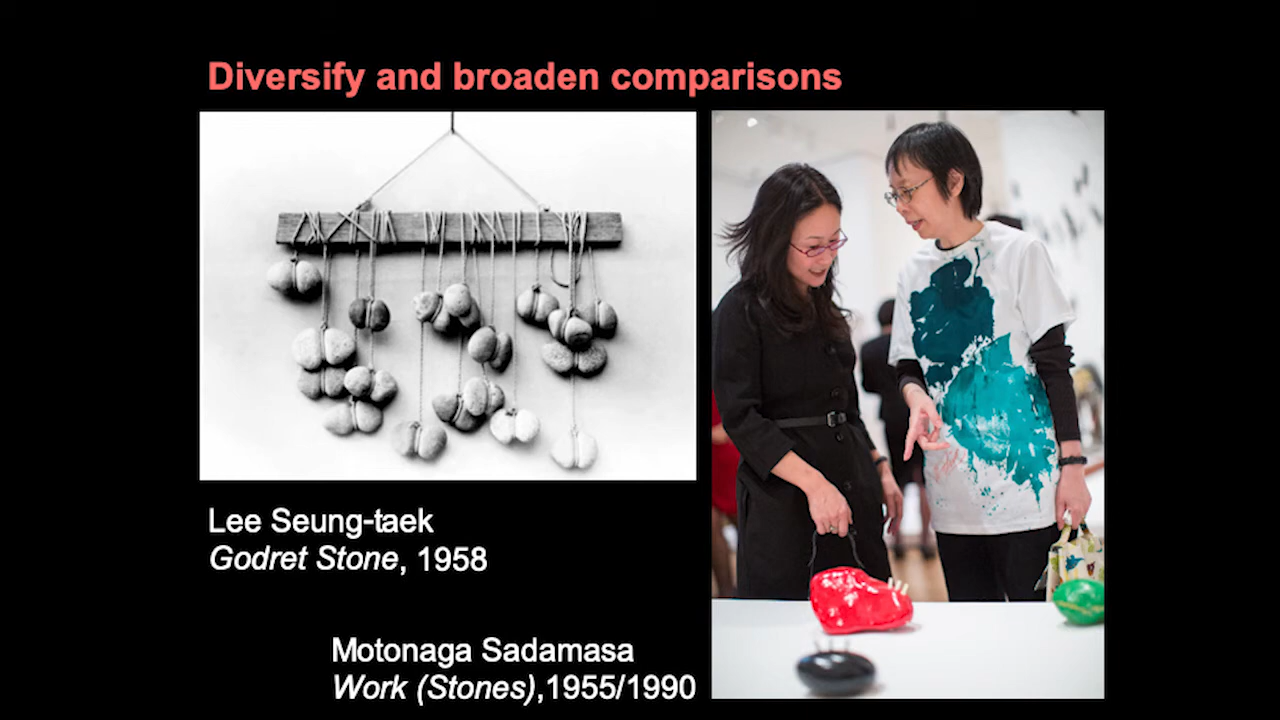 Diversify and broaden comparisons
Lee Seung-taek
Godret Stone, 1958
Motonaga Sadamasa
Work (Stones),1955/1990